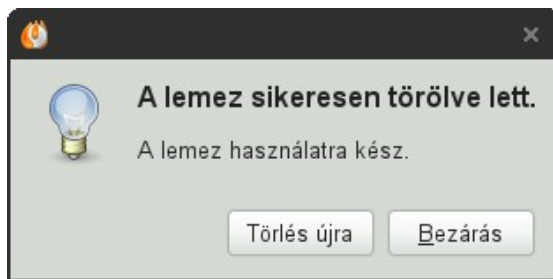 A lemez sikeresen törölve lett.
A lemez használatra kész.
Törlés újra
Bezárás